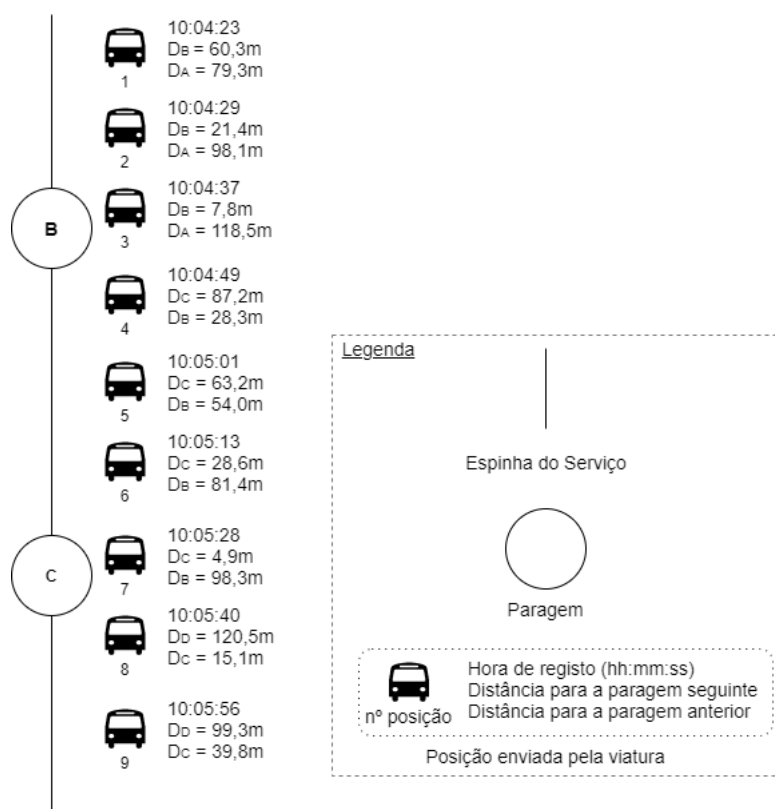 10:04:23
DB = 60,3m
DA = 79,3m
1
10:04:29
DB = 21,4m
DA = 98,1m
2
B
10:04:37
DB = 7,8m
DA = 118,5m
3
10:04:49
DC = 87,2m
DB = 28,3m
4
10:05:01
DC = 63,2m
DB = 54,0m
5
10:05:13
DC = 28,6m
DB = 81,4m
6
C
10:05:28
DC = 4,9m
DB = 98,3m
7
10:05:40
DD = 120,5m
DC = 15,1m
8
10:05:56
DD = 99,3m
DC = 39,8m
9
Legenda
Espinha do Serviço
Paragem
Hora de registo (hh:mm:ss)
Distância para a paragem seguinte
Distância para a paragem anterior
nº posição
Posição enviada pela viatura